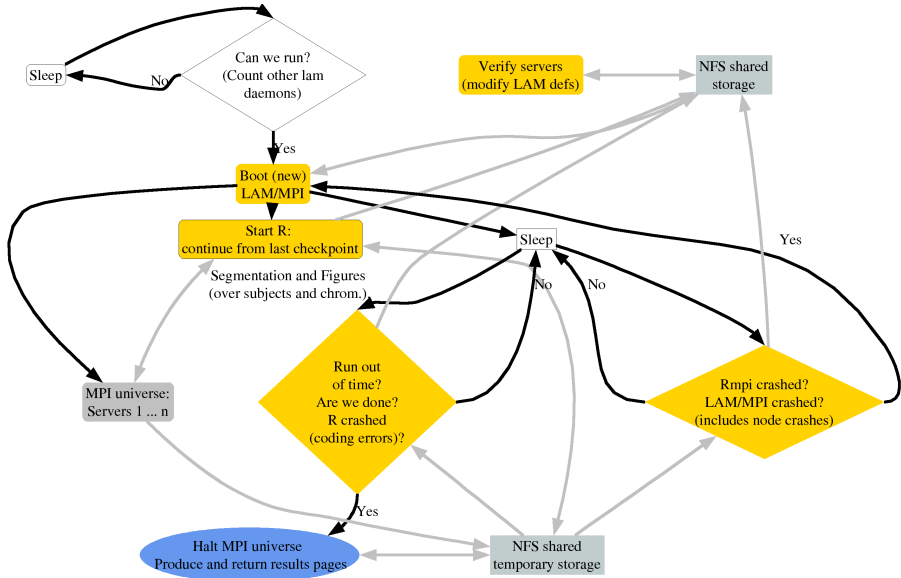 Can we run?
(Count other lam
daemons)
Sleep
No
Verify servers
(modify LAM defs)
NFS shared
storage
Yes
Boot (new)
LAM/MPI
Start R:
continue from last checkpoint
Sleep
Yes
Segmentation and Figures
(over subjects and chrom.)
No
No
MPI universe:
Servers 1 ... n
Run out
of time?
Are we done?
R crashed
(coding errors)?
Rmpi crashed?
LAM/MPI crashed?
(includes node crashes)
Yes
Halt MPI universe
Produce and return results pages
NFS shared
temporary storage